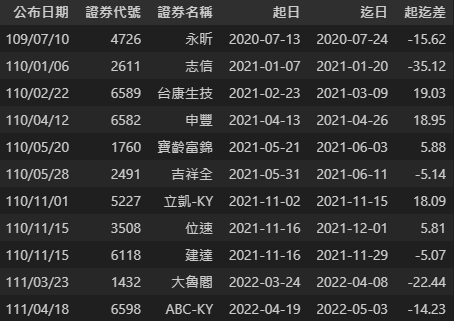 公布日期 證券代號 證券名稱 起日 迄日 起迄差
109/07/10 4726 永昕 2020-07-13 2020-07-24 -15.62
110/01/06 2611 志信 2021-01-07 2021-01-20 -35.12
110/02/22 6589 台康生技 2021-02-23 2021-03-09 19.03
110/04/12 6582 申豐 2021-04-13 2021-04-26 18.95
110/05/20 1760 寶齡富錦 2021-05-21 2021-06-03 5.88
110/05/28 2491 吉祥全 2021-05-31 2021-06-11 -5.14
110/11/01 5227 立凱-KY 2021-11-02 2021-11-15 18.09
110/11/15 3508 位速 2021-11-16 2021-12-01 5.81
110/11/15 6118 建達 2021-11-16 2021-11-29 -5.07
111/03/23 1432 大魯閣 2022-03-24 2022-04-08 -22.44
111/04/18 6598 ABC-KY 2022-04-19 2022-05-03 -14.23